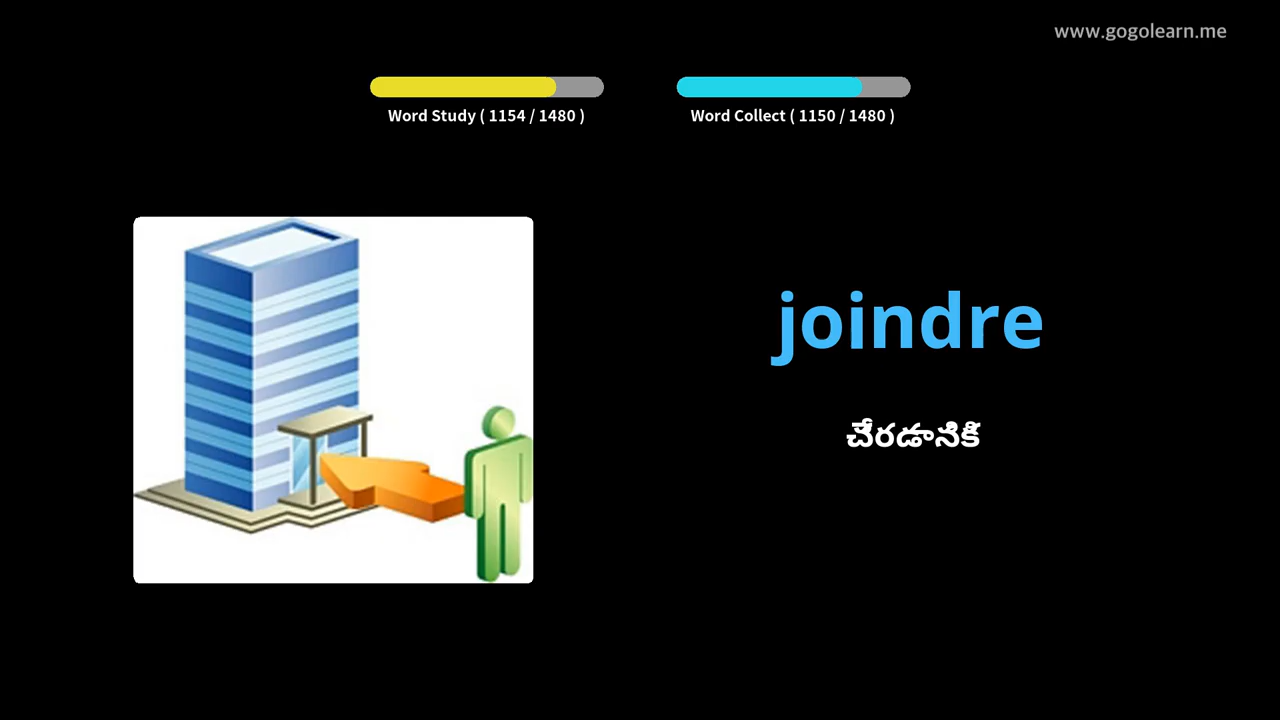 www.gogolearn.me
Word Study ( 1154 / 1480 )
Word Collect ( 1150 / 1480 )
joindre
చేరడానికి